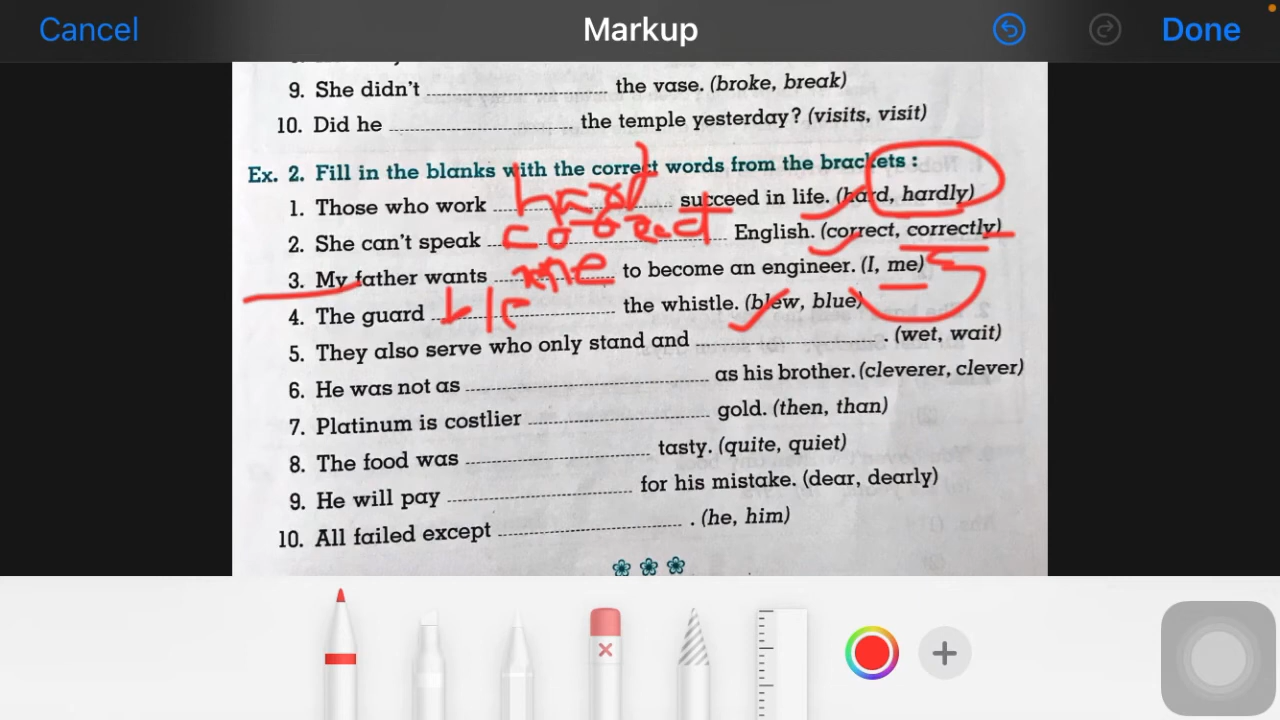 Cancel Markup Done
9. She didn't the vase. (broke, break)
10. Did he the temple yesterday? (visits, visit)
Ex. 2. Fill in the blanks with the correct words from the brackets :
1. Those who work hard succeed in life. (hard, hardly)
2. She can't speak correct English. (correct, correctly)
3. My father wants me to become an engineer. (I, me)
4. The guard the whistle. (blew, blue)
5. They also serve who only stand and . (wet, wait)
6. He was not as as his brother. (cleverer, clever)
7. Platinum is costlier gold. (then, than)
8. The food was tasty. (quite, quiet)
9. He will pay for his mistake. (dear, dearly)
10. All failed except . (he, him)